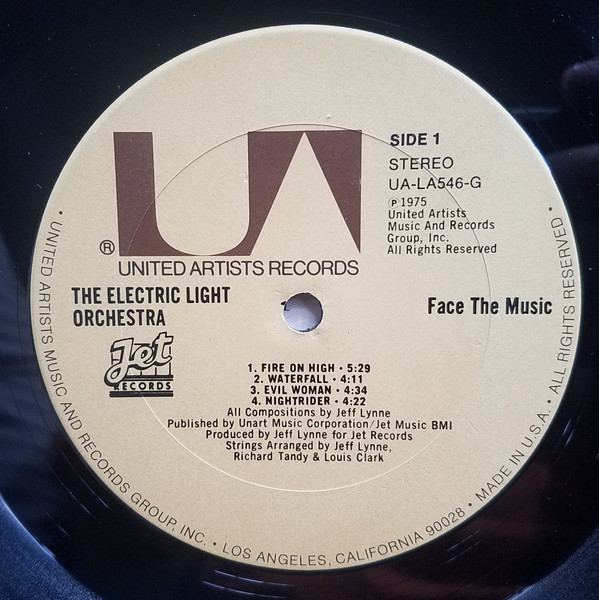 UA
®
UNITED ARTISTS RECORDS
SIDE 1
STEREO
UA-LA546-G
Ⓟ1975
United Artists
Music And Records
Group, Inc.
All Rights Reserved
THE ELECTRIC LIGHT
ORCHESTRA
Face The Music
Jet
RECORDS
1. FIRE ON HIGH • 5:29
2. WATERFALL • 4:11
3. EVIL WOMAN • 4:34
4. NIGHTRIDER • 4:22
All Compositions by Jeff Lynne
Published by Unart Music Corporation/Jet Music BMI
Produced by Jeff Lynne for Jet Records
Strings Arranged by Jeff Lynne,
Richard Tandy & Louis Clark
• UNITED ARTISTS MUSIC AND RECORDS GROUP, INC. • LOS ANGELES, CALIFORNIA 90028 • MADE IN U.S.A. • ALL RIGHTS RESERVED •